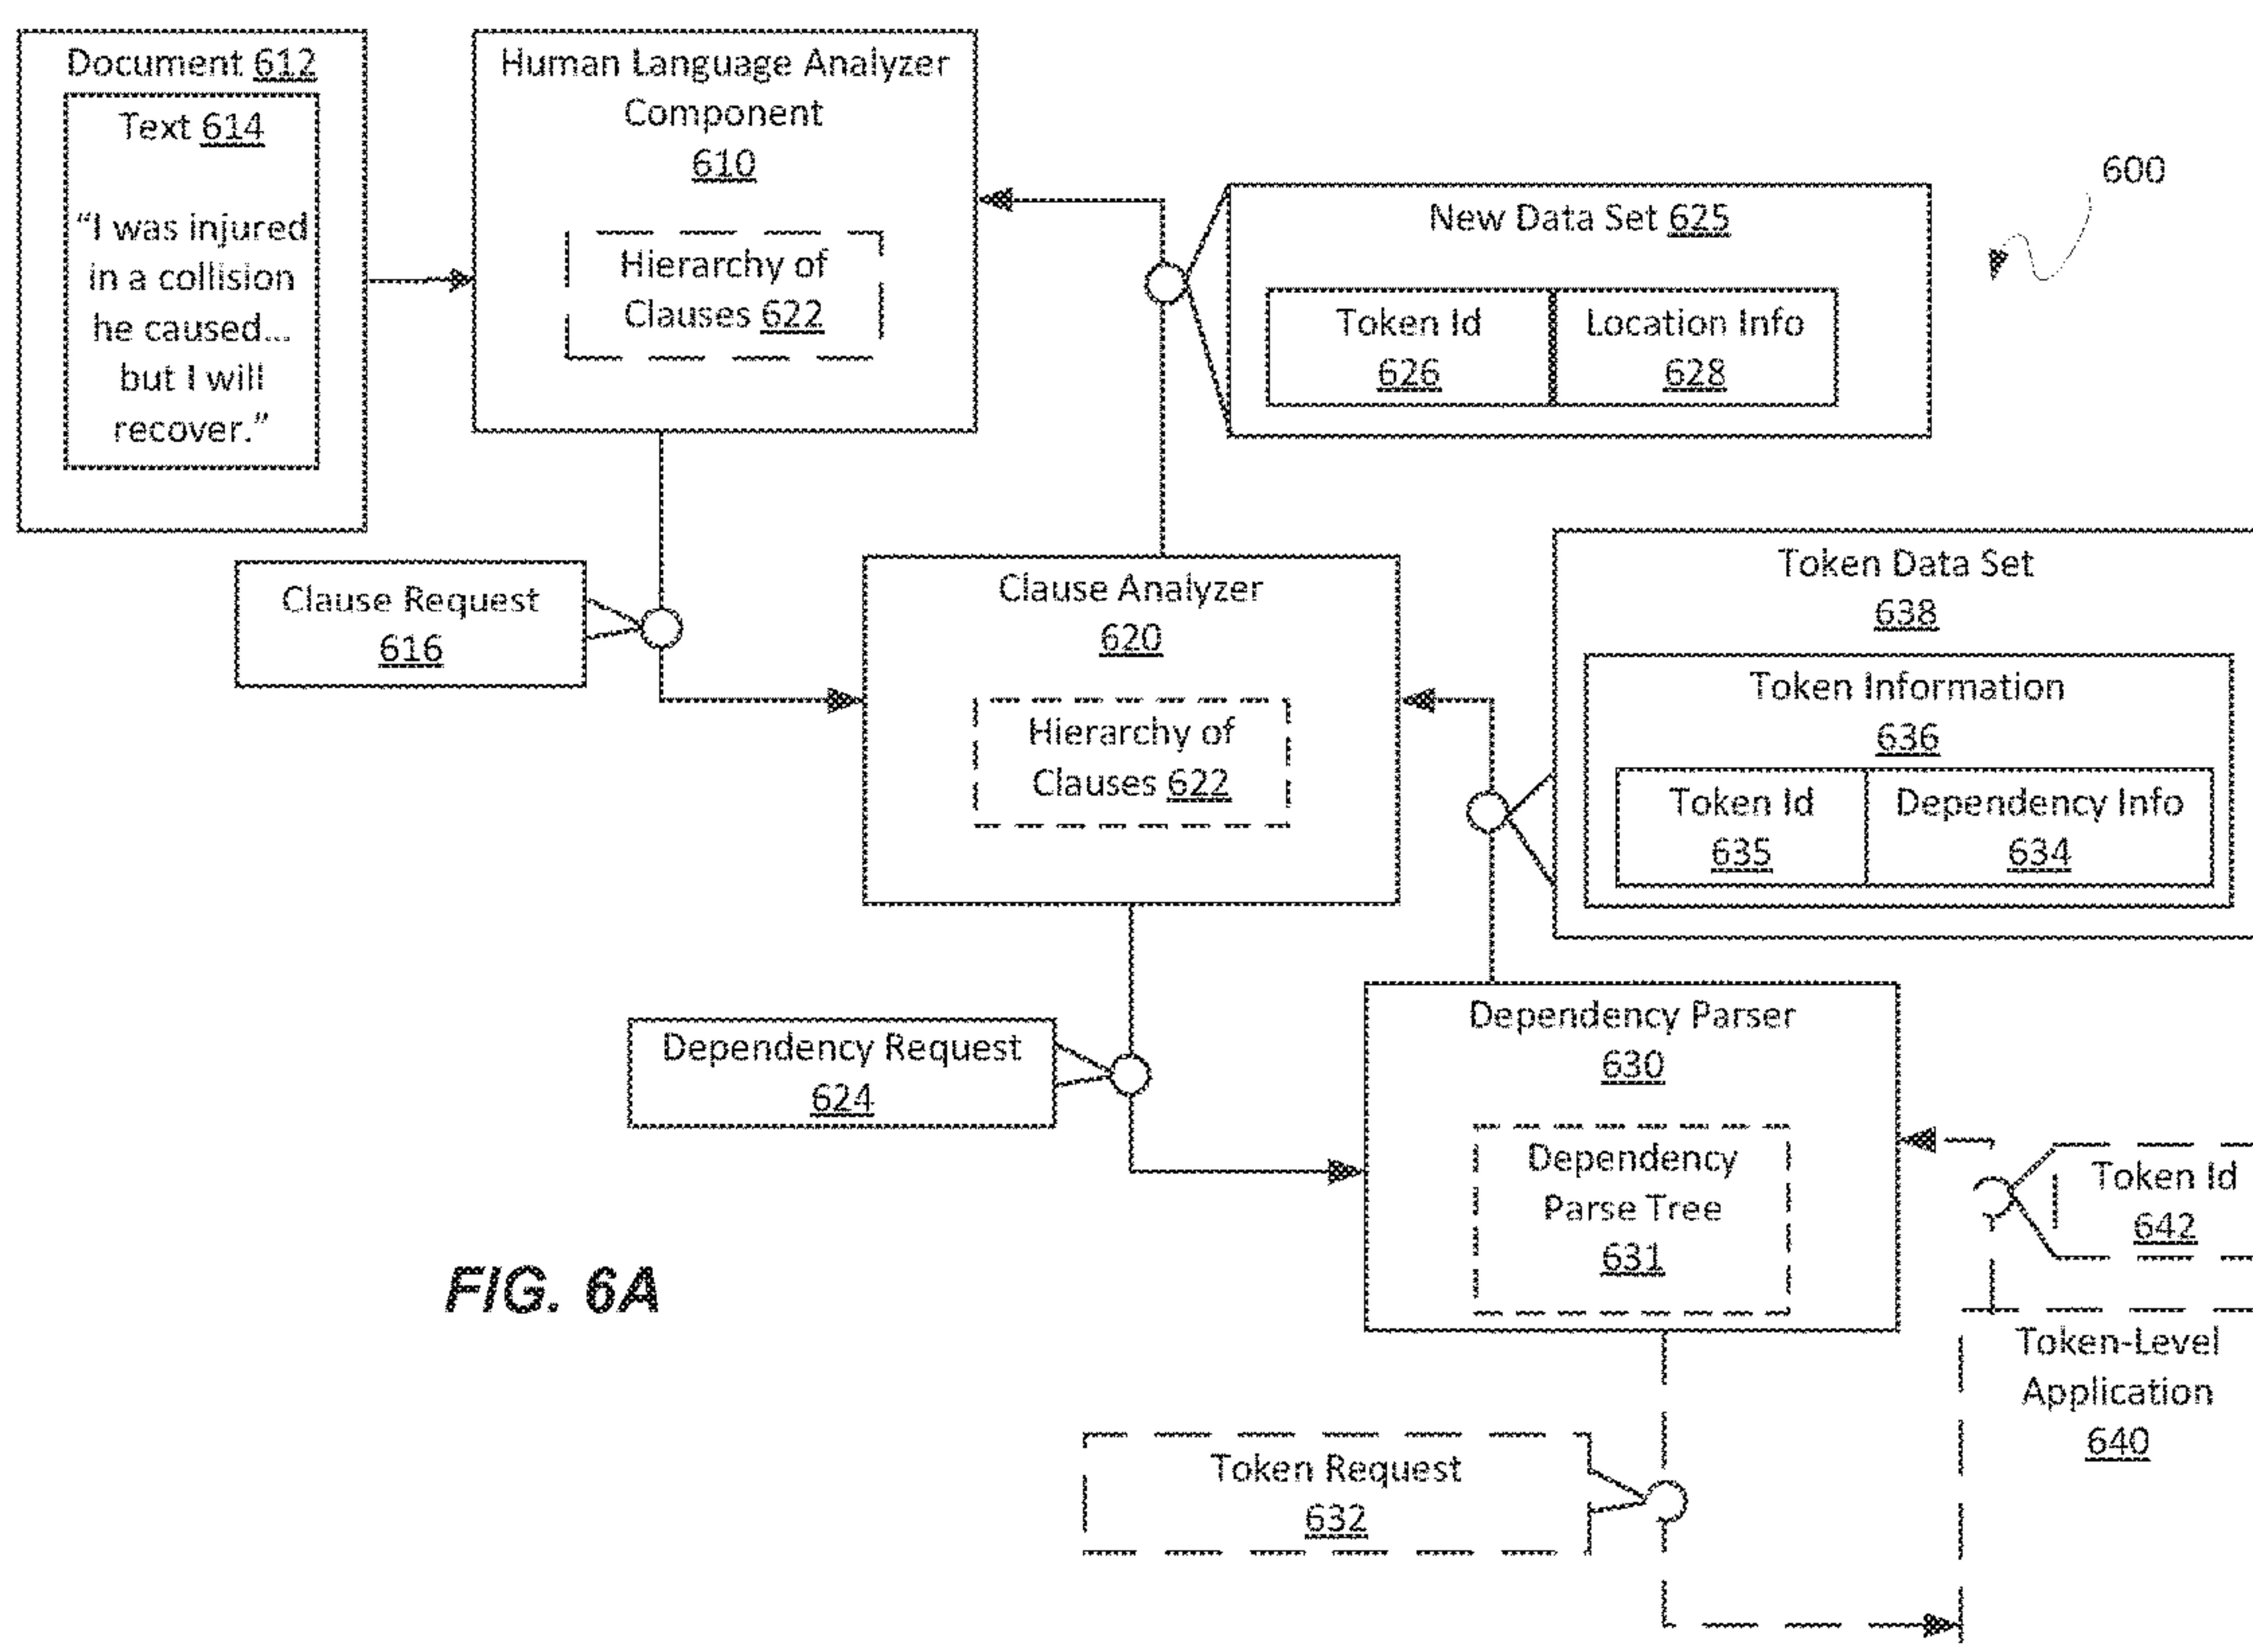 Document 612
Text 614
“I was injured
in a collision
he caused...
but I will
recover.”
Human Language Analyzer
Component
610
Hierarchy of
Clauses 622
600
New Data Set 625
Token Id
626
Location Info
628
Clause Request
616
Clause Analyzer
620
Hierarchy of
Clauses 622
Token Data Set
638
Token Information
636
Token Id
635
Dependency Info
634
Dependency Request
624
Dependency Parser
630
Dependency
Parse Tree
631
Token Id
642
Token-Level
Application
640
Token Request
632
FIG. 6A